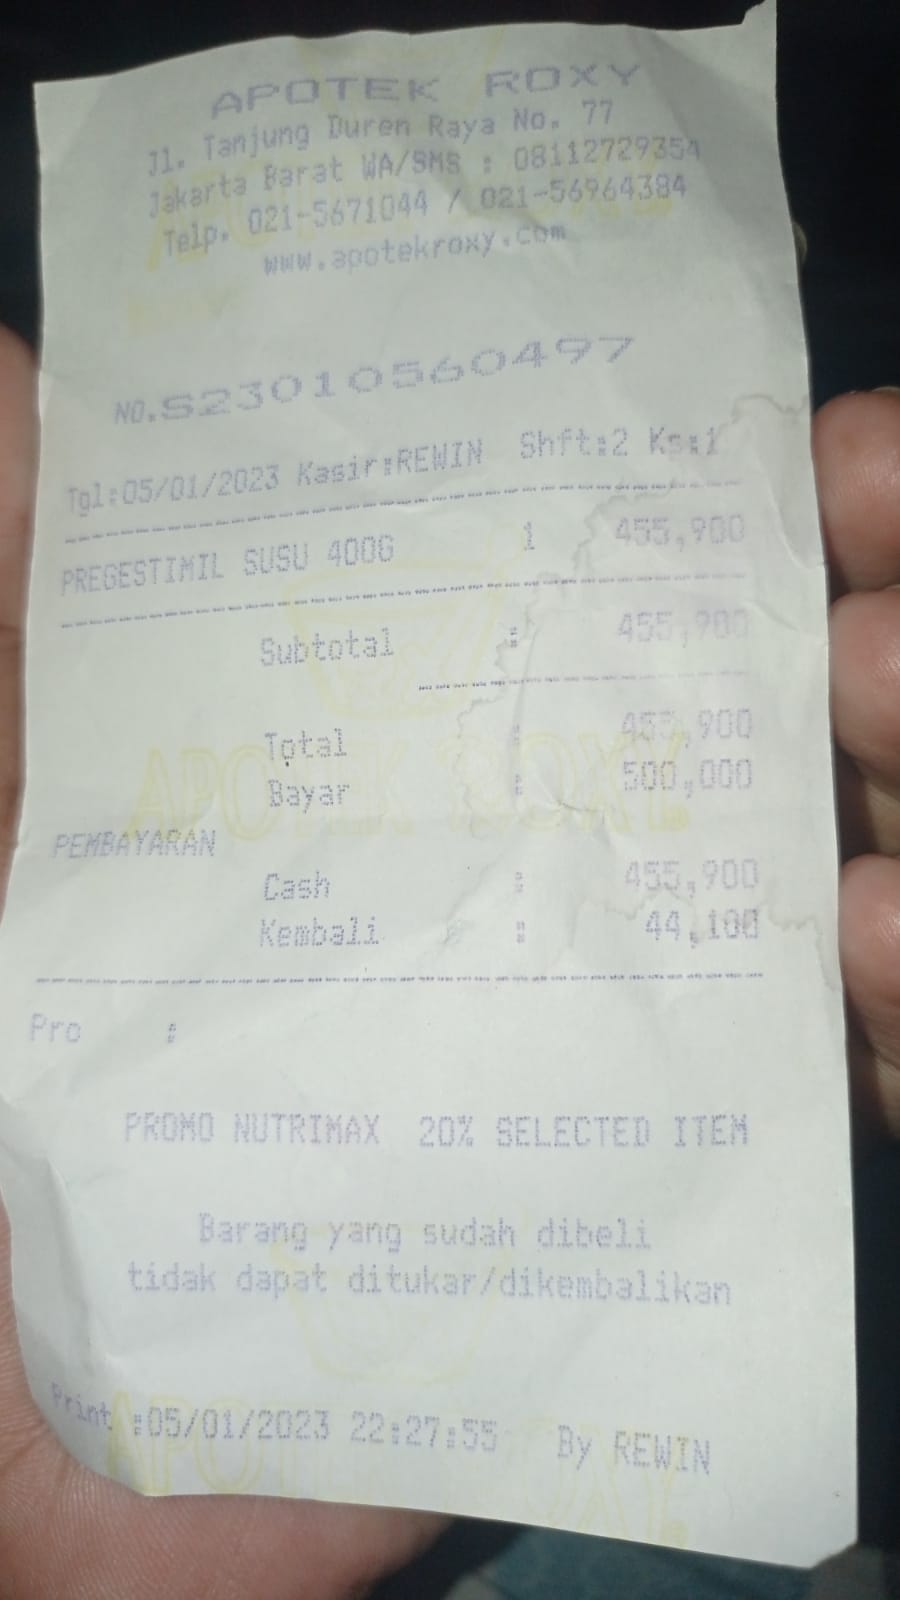 APOTEK ROXY
Jl. Tanjung Duren Raya No. 77
Jakarta Barat WA/SMS : 08112729354
Telp. 021-5671044 / 021-56964384
www.apotekroxy.com
NO.S23010560497
Tgl:05/01/2023 Kasir:REWIN Shft:2 Ks:1
PREGESTIMIL SUSU 400G 1 455,900
Subtotal : 455,900
Total : 455,900
Bayar : 500,000
PEMBAYARAN
Cash : 455,900
Kembali : 44,100
Pro :
PROMO NUTRIMAX 20% SELECTED ITEM
Barang yang sudah dibeli
tidak dapat ditukar/dikembalikan
Print :05/01/2023 22:27:55 By REWIN
APOTEK ROXY